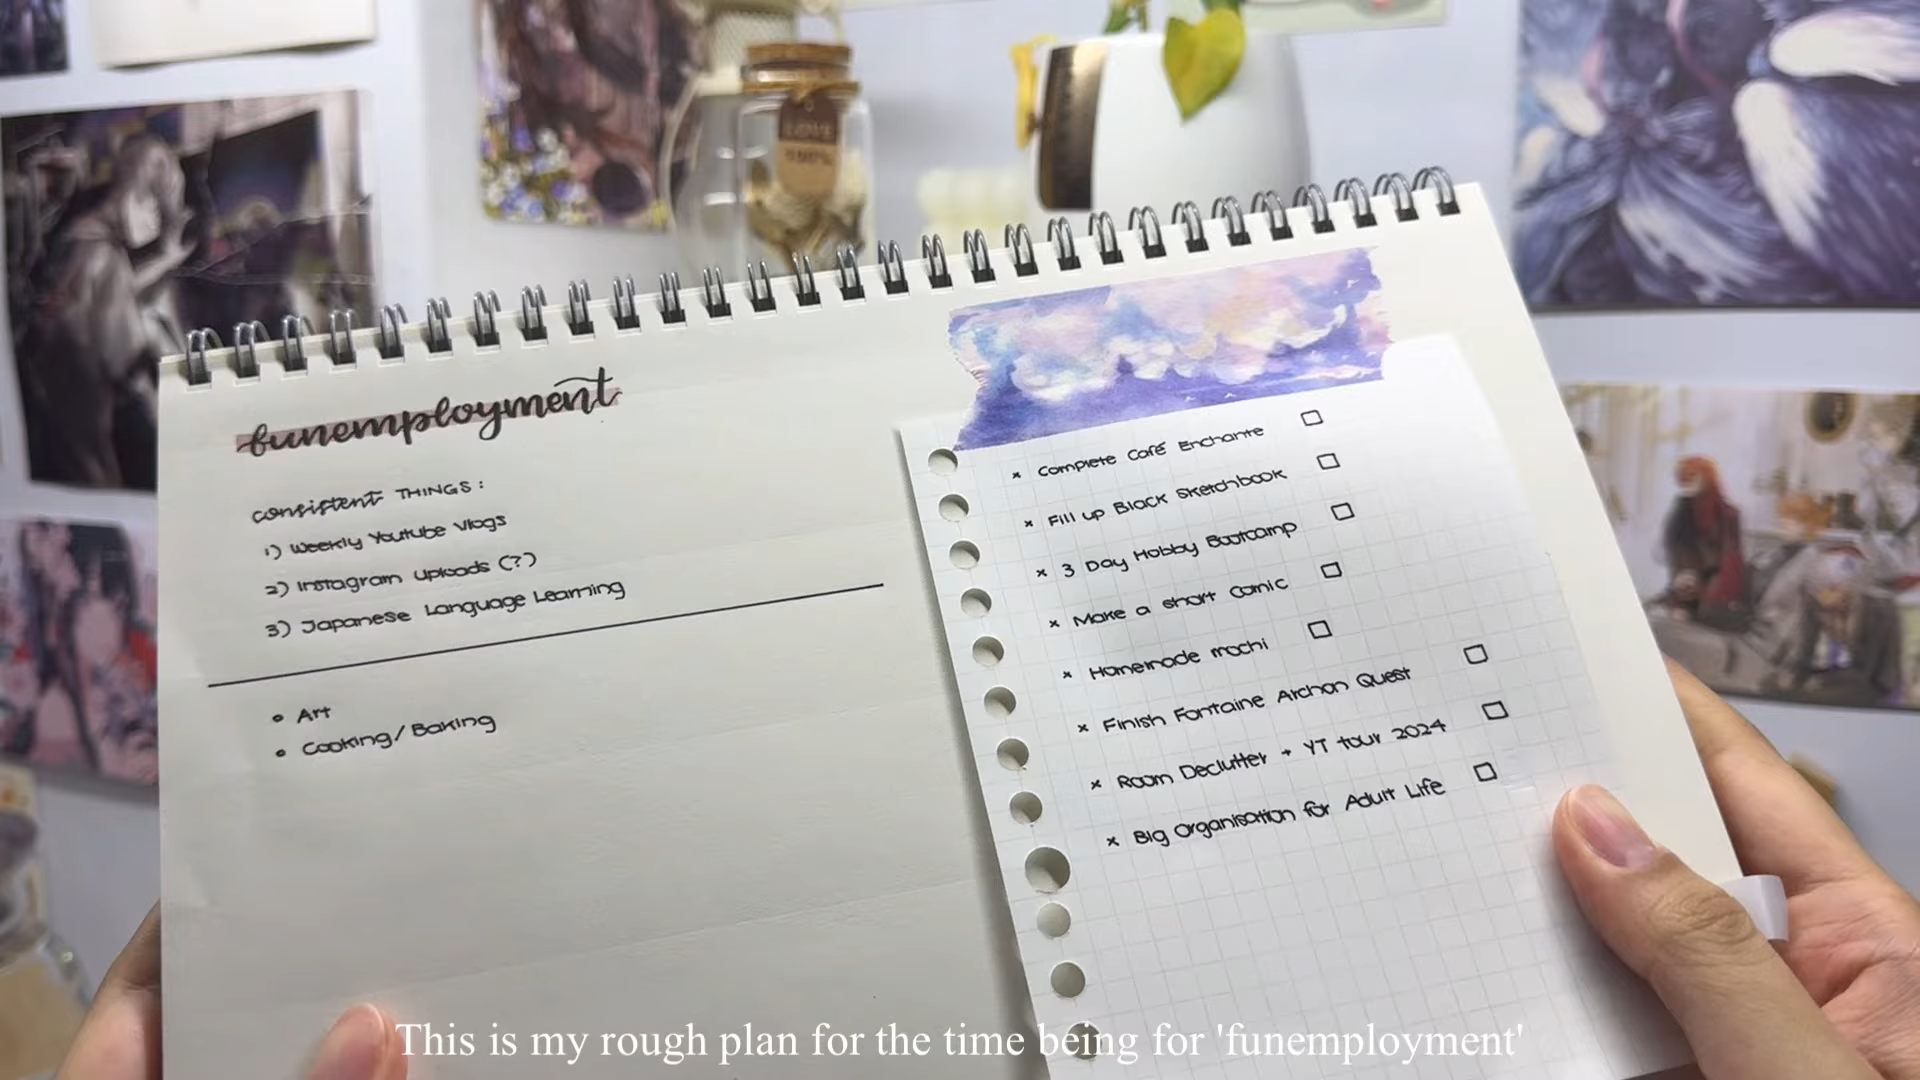 LOVE
100%
funemployment
consistent THINGS:
1) Weekly Youtube Vlogs
2) Instagram Uploads (?)
3) Japanese Language Learning
• Art
• Cooking/Baking
× Complete Café Enchante
× Fill up Black Sketchbook
× 3 Day Hobby Bootcamp
× Make a short comic
× Homemade mochi
× Finish Fontaine Archon Quest
× Room Declutter + YT tour 2024
× Big Organisation for Adult Life
This is my rough plan for the time being for 'funemployment'